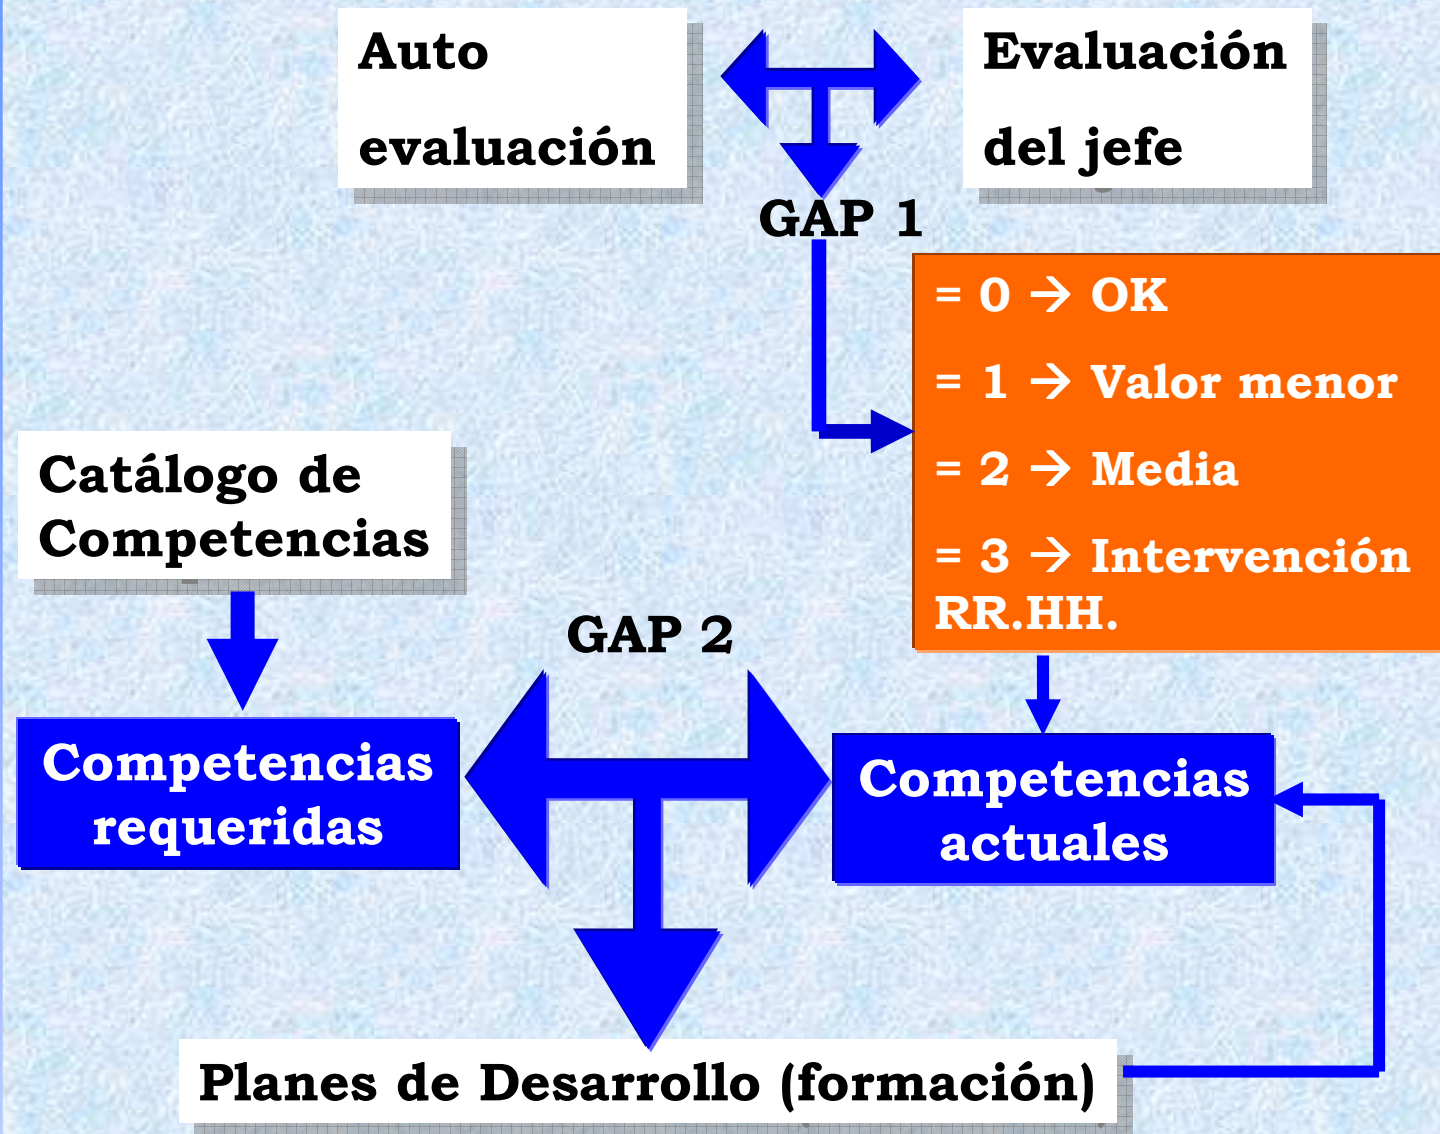 Auto
evaluación
Evaluación
del jefe
GAP 1
= 0 → OK
= 1 → Valor menor
= 2 → Media
= 3 → Intervención
RR.HH.
Catálogo de
Competencias
GAP 2
Competencias
requeridas
Competencias
actuales
Planes de Desarrollo (formación)